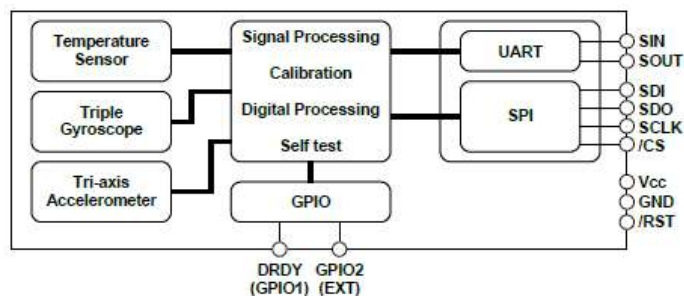 Temperature
Sensor
Triple
Gyroscope
Tri-axis
Accelerometer
Signal Processing
Calibration
Digital Processing
Self test
GPIO
UART
SPI
SIN
SOUT
SDI
SDO
SCLK
/CS
Vcc
GND
/RST
DRDY
(GPIO1)
GPIO2
(EXT)